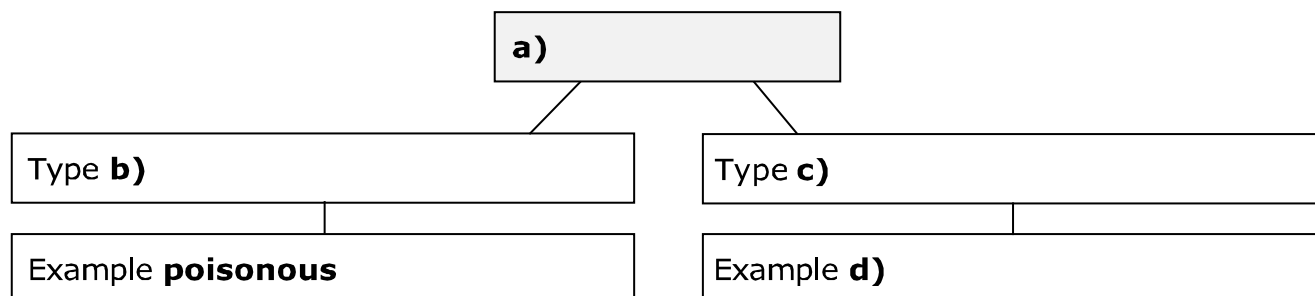 a)
Type b)
Type c)
Example poisonous
Example d)